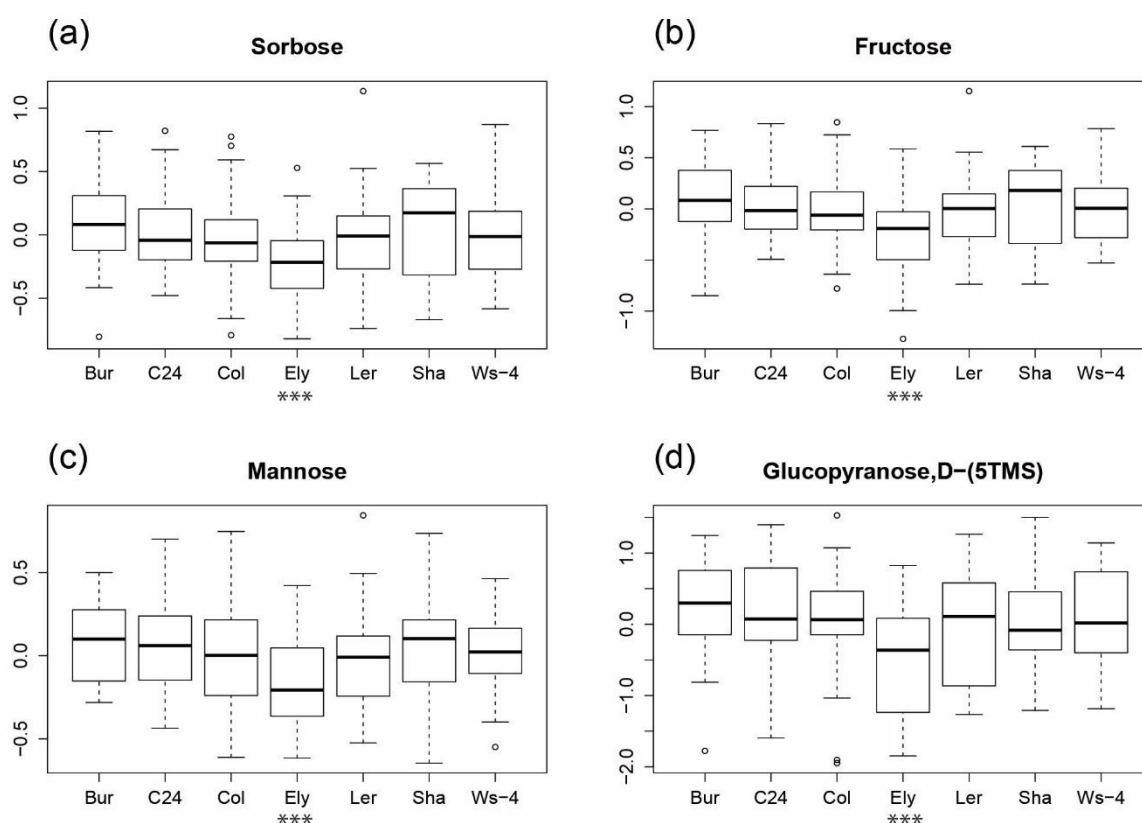 (a)
Sorbose
1.0
0.5
0.0
−0.5
Bur C24 Col Ely Ler Sha Ws−4
***
(b)
Fructose
1.0
0.5
0.0
−1.0
Bur C24 Col Ely Ler Sha Ws−4
***
(c)
Mannose
0.5
0.0
−0.5
Bur C24 Col Ely Ler Sha Ws−4
***
(d)
Glucopyranose,D−(5TMS)
1.0
0.0
−1.0
−2.0
Bur C24 Col Ely Ler Sha Ws−4
***